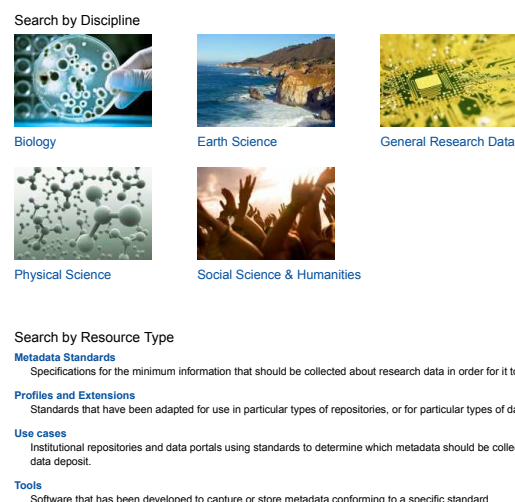 Search by Discipline
Biology
Earth Science
General Research Data
Physical Science
Social Science & Humanities
Search by Resource Type
Metadata Standards
Specifications for the minimum information that should be collected about research data in order for it
Profiles and Extensions
Standards that have been adapted for use in particular types of repositories, or for particular types of
Use cases
Institutional repositories and data portals using standards to determine which metadata should be
data deposit.
Tools
Software that has been developed to capture or store metadata conforming to a specific standard